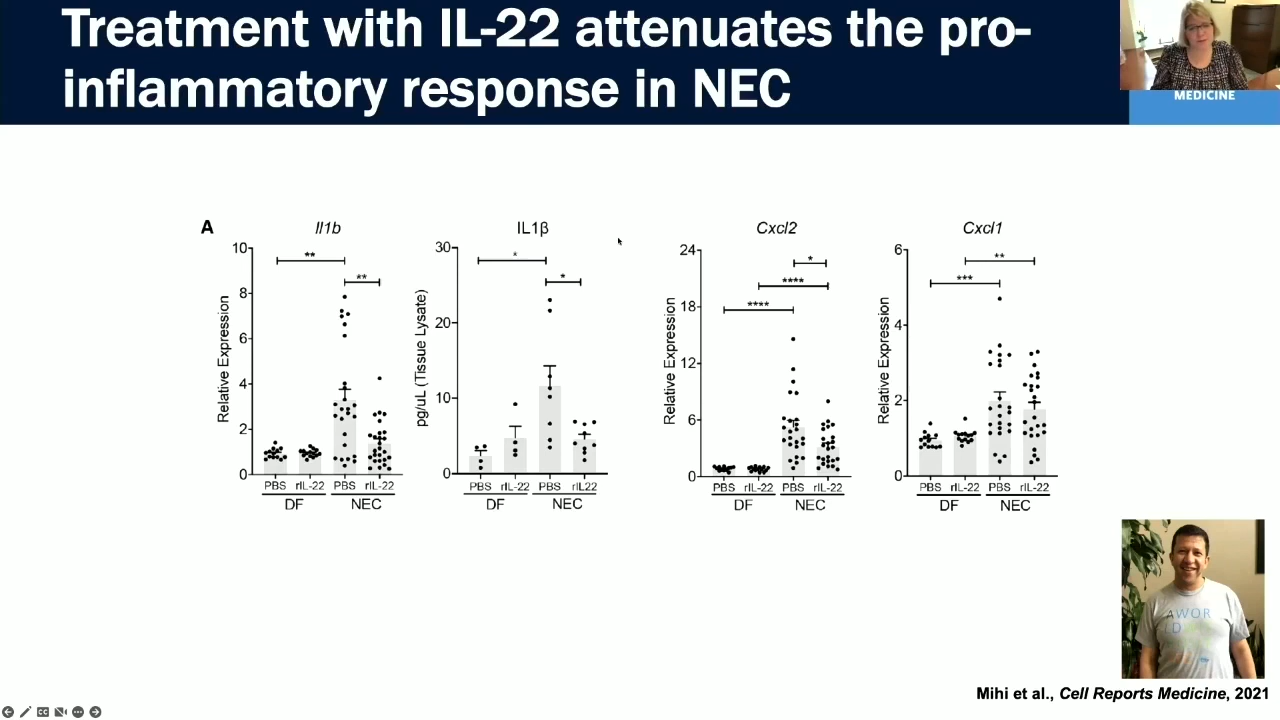 Treatment with IL-22 attenuates the pro-
inflammatory response in NEC
MEDICINE
A
Il1b
10
8
6
4
2
0
Relative Expression
**
**
PBS rIL-22 PBS rIL-22
DF NEC
IL1β
30
20
10
0
pg/uL (Tissue Lysate)
*
*
PBS rIL-22 PBS rIL22
DF NEC
Cxcl2
24
18
12
6
0
Relative Expression
*
****
****
PBS rIL-22 PBS rIL-22
DF NEC
Cxcl1
6
4
2
0
Relative Expression
**
***
PBS rIL-22 PBS rIL-22
DF NEC
AWOR
LD
Mihi et al., Cell Reports Medicine, 2021